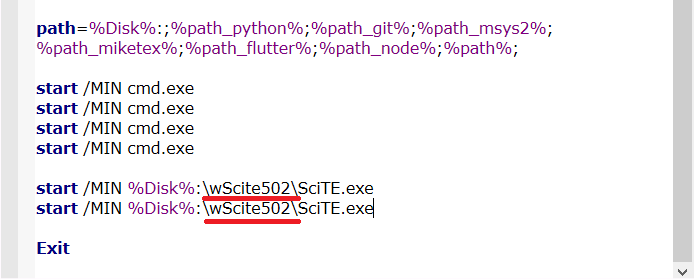 path=%Disk%:;%path_python%;%path_git%;%path_msys2%;
%path_miketex%;%path_flutter%;%path_node%;%path%;
start /MIN cmd.exe
start /MIN cmd.exe
start /MIN cmd.exe
start /MIN cmd.exe
start /MIN %Disk%:\wScite502\SciTE.exe
start /MIN %Disk%:\wScite502\SciTE.exe
Exit